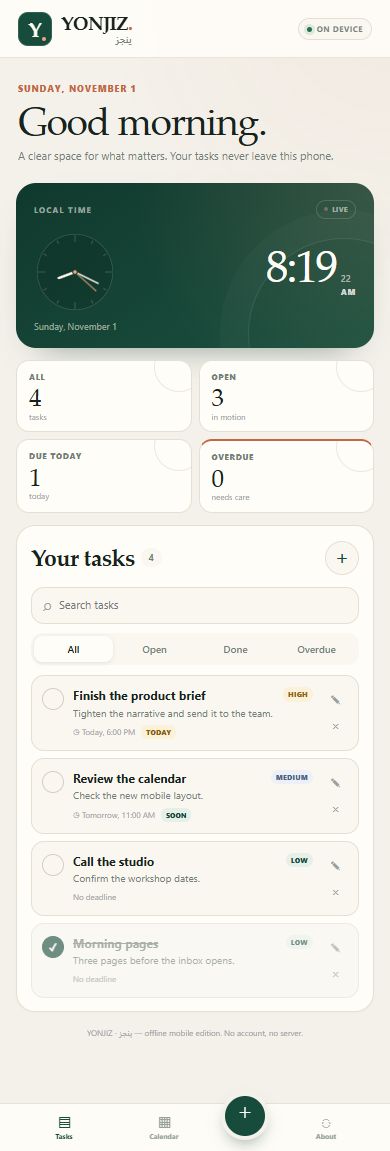 Y.
YONJIZ.
ينجز
ON DEVICE
SUNDAY, NOVEMBER 1
Good morning.
A clear space for what matters. Your tasks never leave this phone.
LOCAL TIME
LIVE
8:19
22
AM
Sunday, November 1
ALL
4
tasks
OPEN
3
in motion
DUE TODAY
1
today
OVERDUE
0
needs care
Your tasks 4
+
Search tasks
All Open Done Overdue
Finish the product brief HIGH
Tighten the narrative and send it to the team.
Today, 6:00 PM TODAY
Review the calendar MEDIUM
Check the new mobile layout.
Tomorrow, 11:00 AM SOON
Call the studio LOW
Confirm the workshop dates.
No deadline
Morning pages LOW
Three pages before the inbox opens.
No deadline
YONJIZ · ينجز — offline mobile edition. No account, no server.
+
Tasks Calendar About